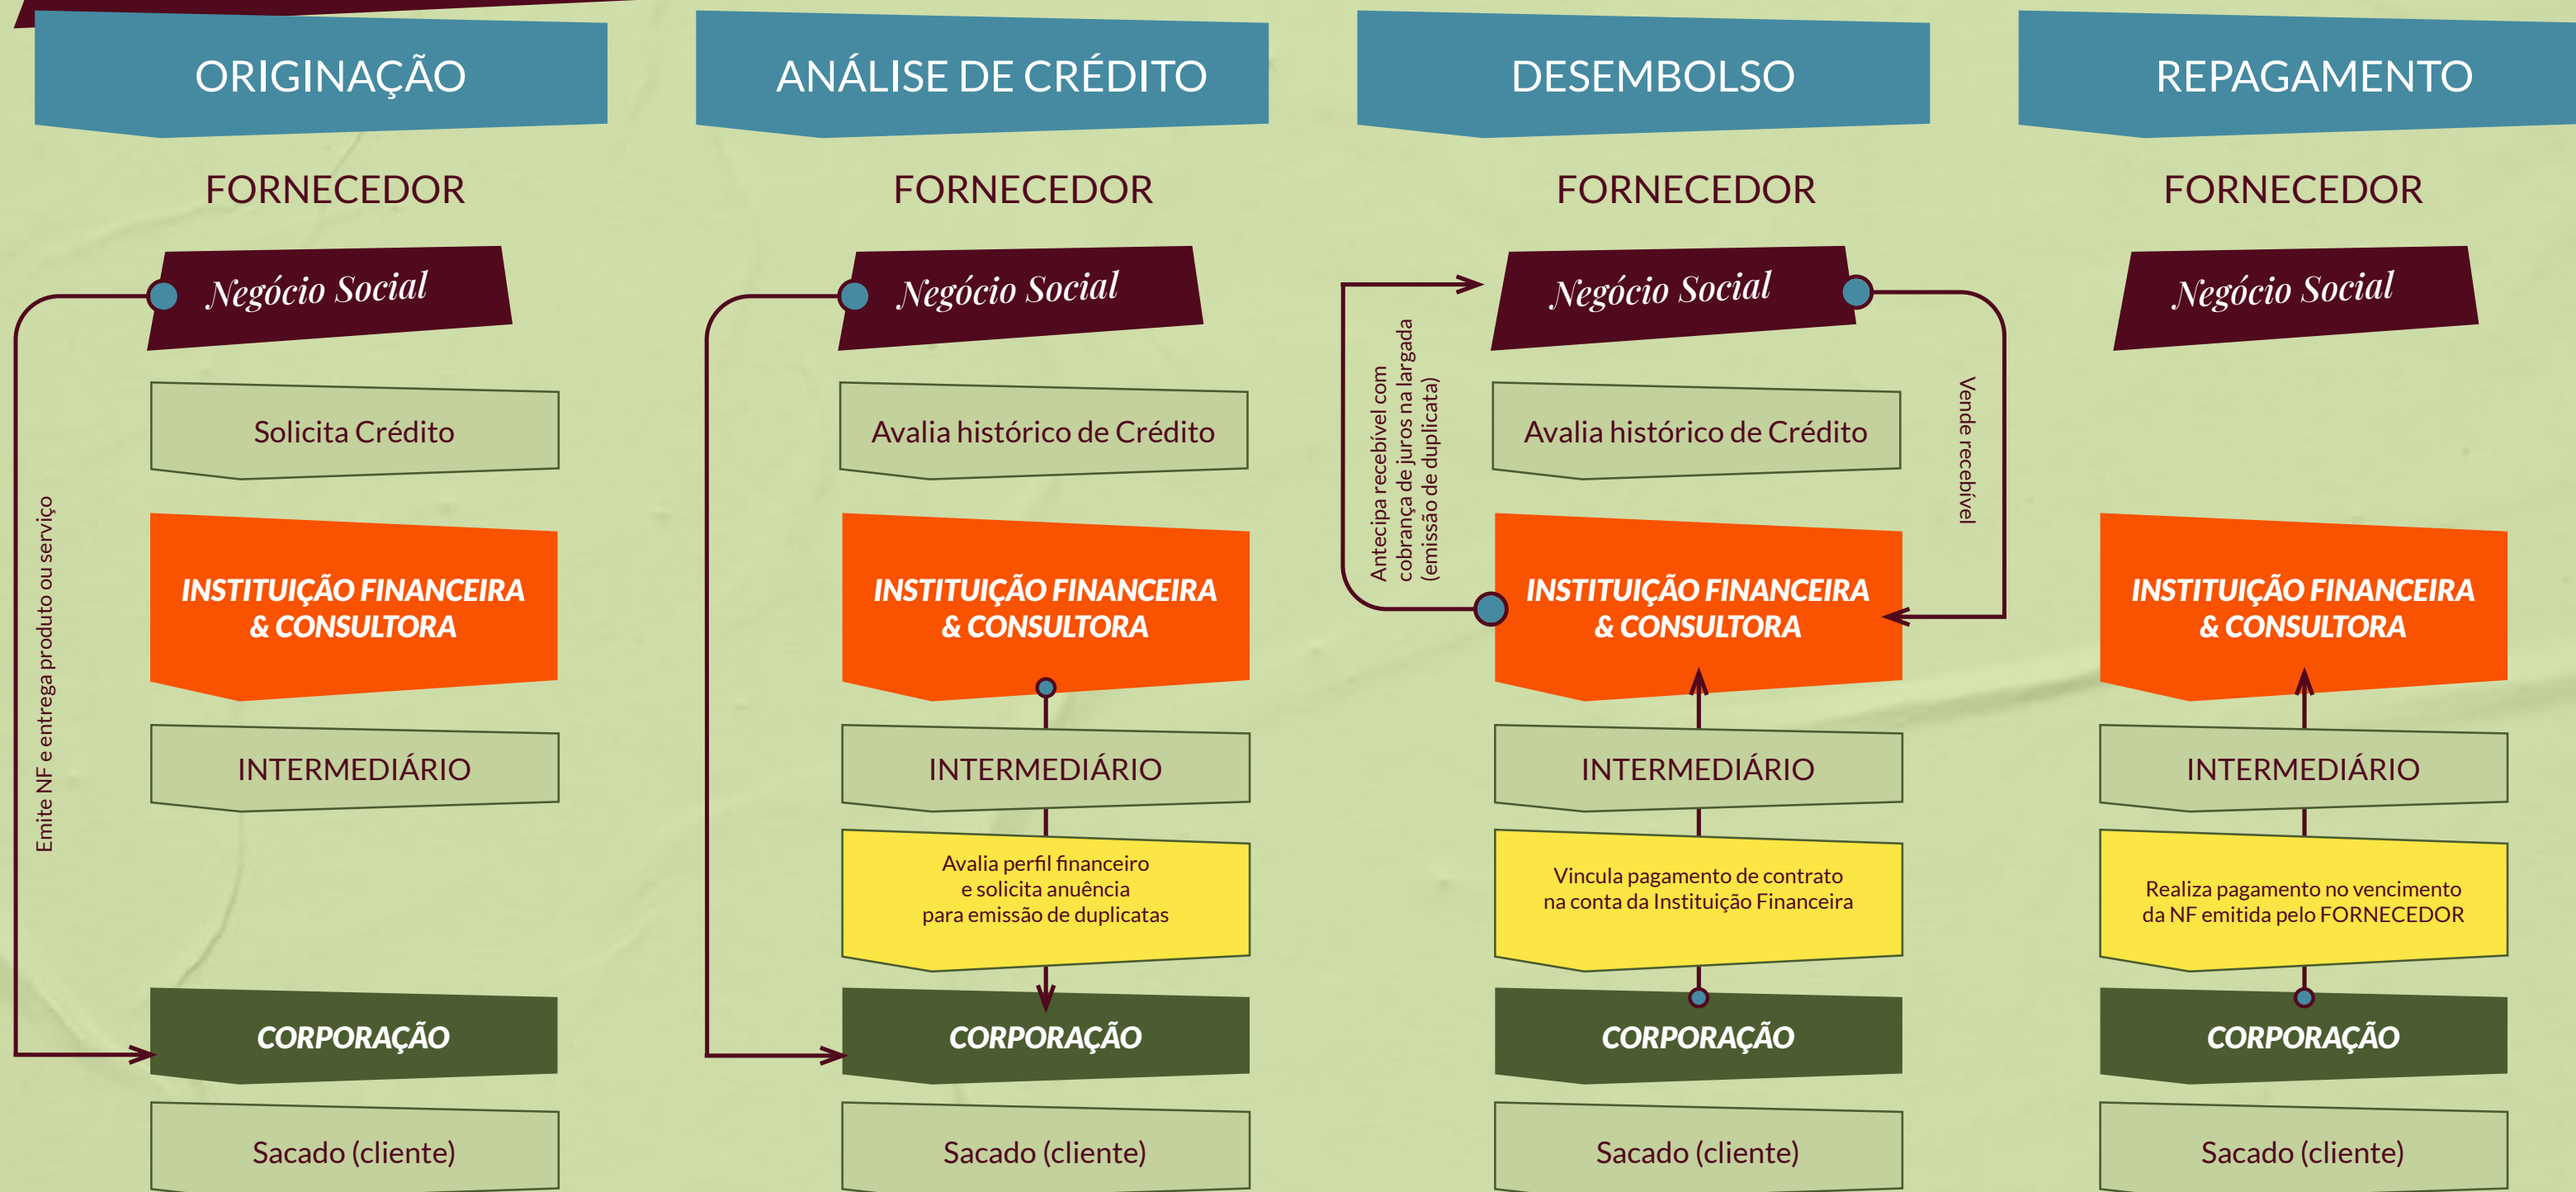 ORIGINAÇÃO
FORNECEDOR
Negócio Social
Solicita Crédito
Emite NF e entrega produto ou serviço
INSTITUIÇÃO FINANCEIRA
& CONSULTORA
INTERMEDIÁRIO
CORPORAÇÃO
Sacado (cliente)
ANÁLISE DE CRÉDITO
FORNECEDOR
Negócio Social
Avalia histórico de Crédito
INSTITUIÇÃO FINANCEIRA
& CONSULTORA
INTERMEDIÁRIO
Avalia perfil financeiro
e solicita anuência
para emissão de duplicatas
CORPORAÇÃO
Sacado (cliente)
DESEMBOLSO
FORNECEDOR
Negócio Social
Antecipa recebível com
cobrança de juros na largada
(emissão de duplicata)
Avalia histórico de Crédito
Vende recebível
INSTITUIÇÃO FINANCEIRA
& CONSULTORA
INTERMEDIÁRIO
Vincula pagamento de contrato
na conta da Instituição Financeira
CORPORAÇÃO
Sacado (cliente)
REPAGAMENTO
FORNECEDOR
Negócio Social
INSTITUIÇÃO FINANCEIRA
& CONSULTORA
INTERMEDIÁRIO
Realiza pagamento no vencimento
da NF emitida pelo FORNECEDOR
CORPORAÇÃO
Sacado (cliente)